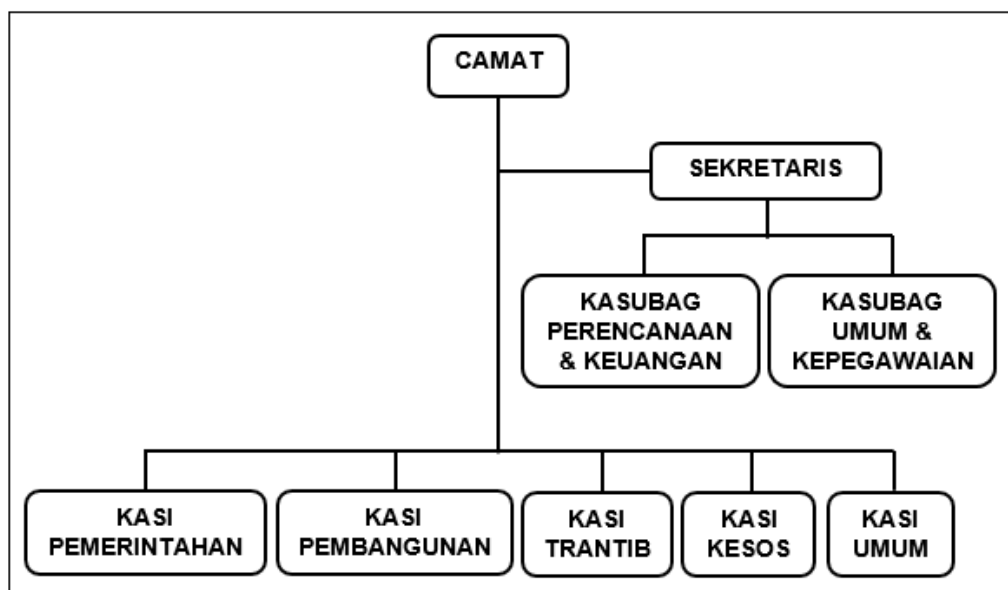 CAMAT
SEKRETARIS
KASUBAG
PERENCANAAN
& KEUANGAN
KASUBAG
UMUM &
KEPEGAWAIAN
KASI
PEMERINTAHAN
KASI
PEMBANGUNAN
KASI
TRANTIB
KASI
KESOS
KASI
UMUM